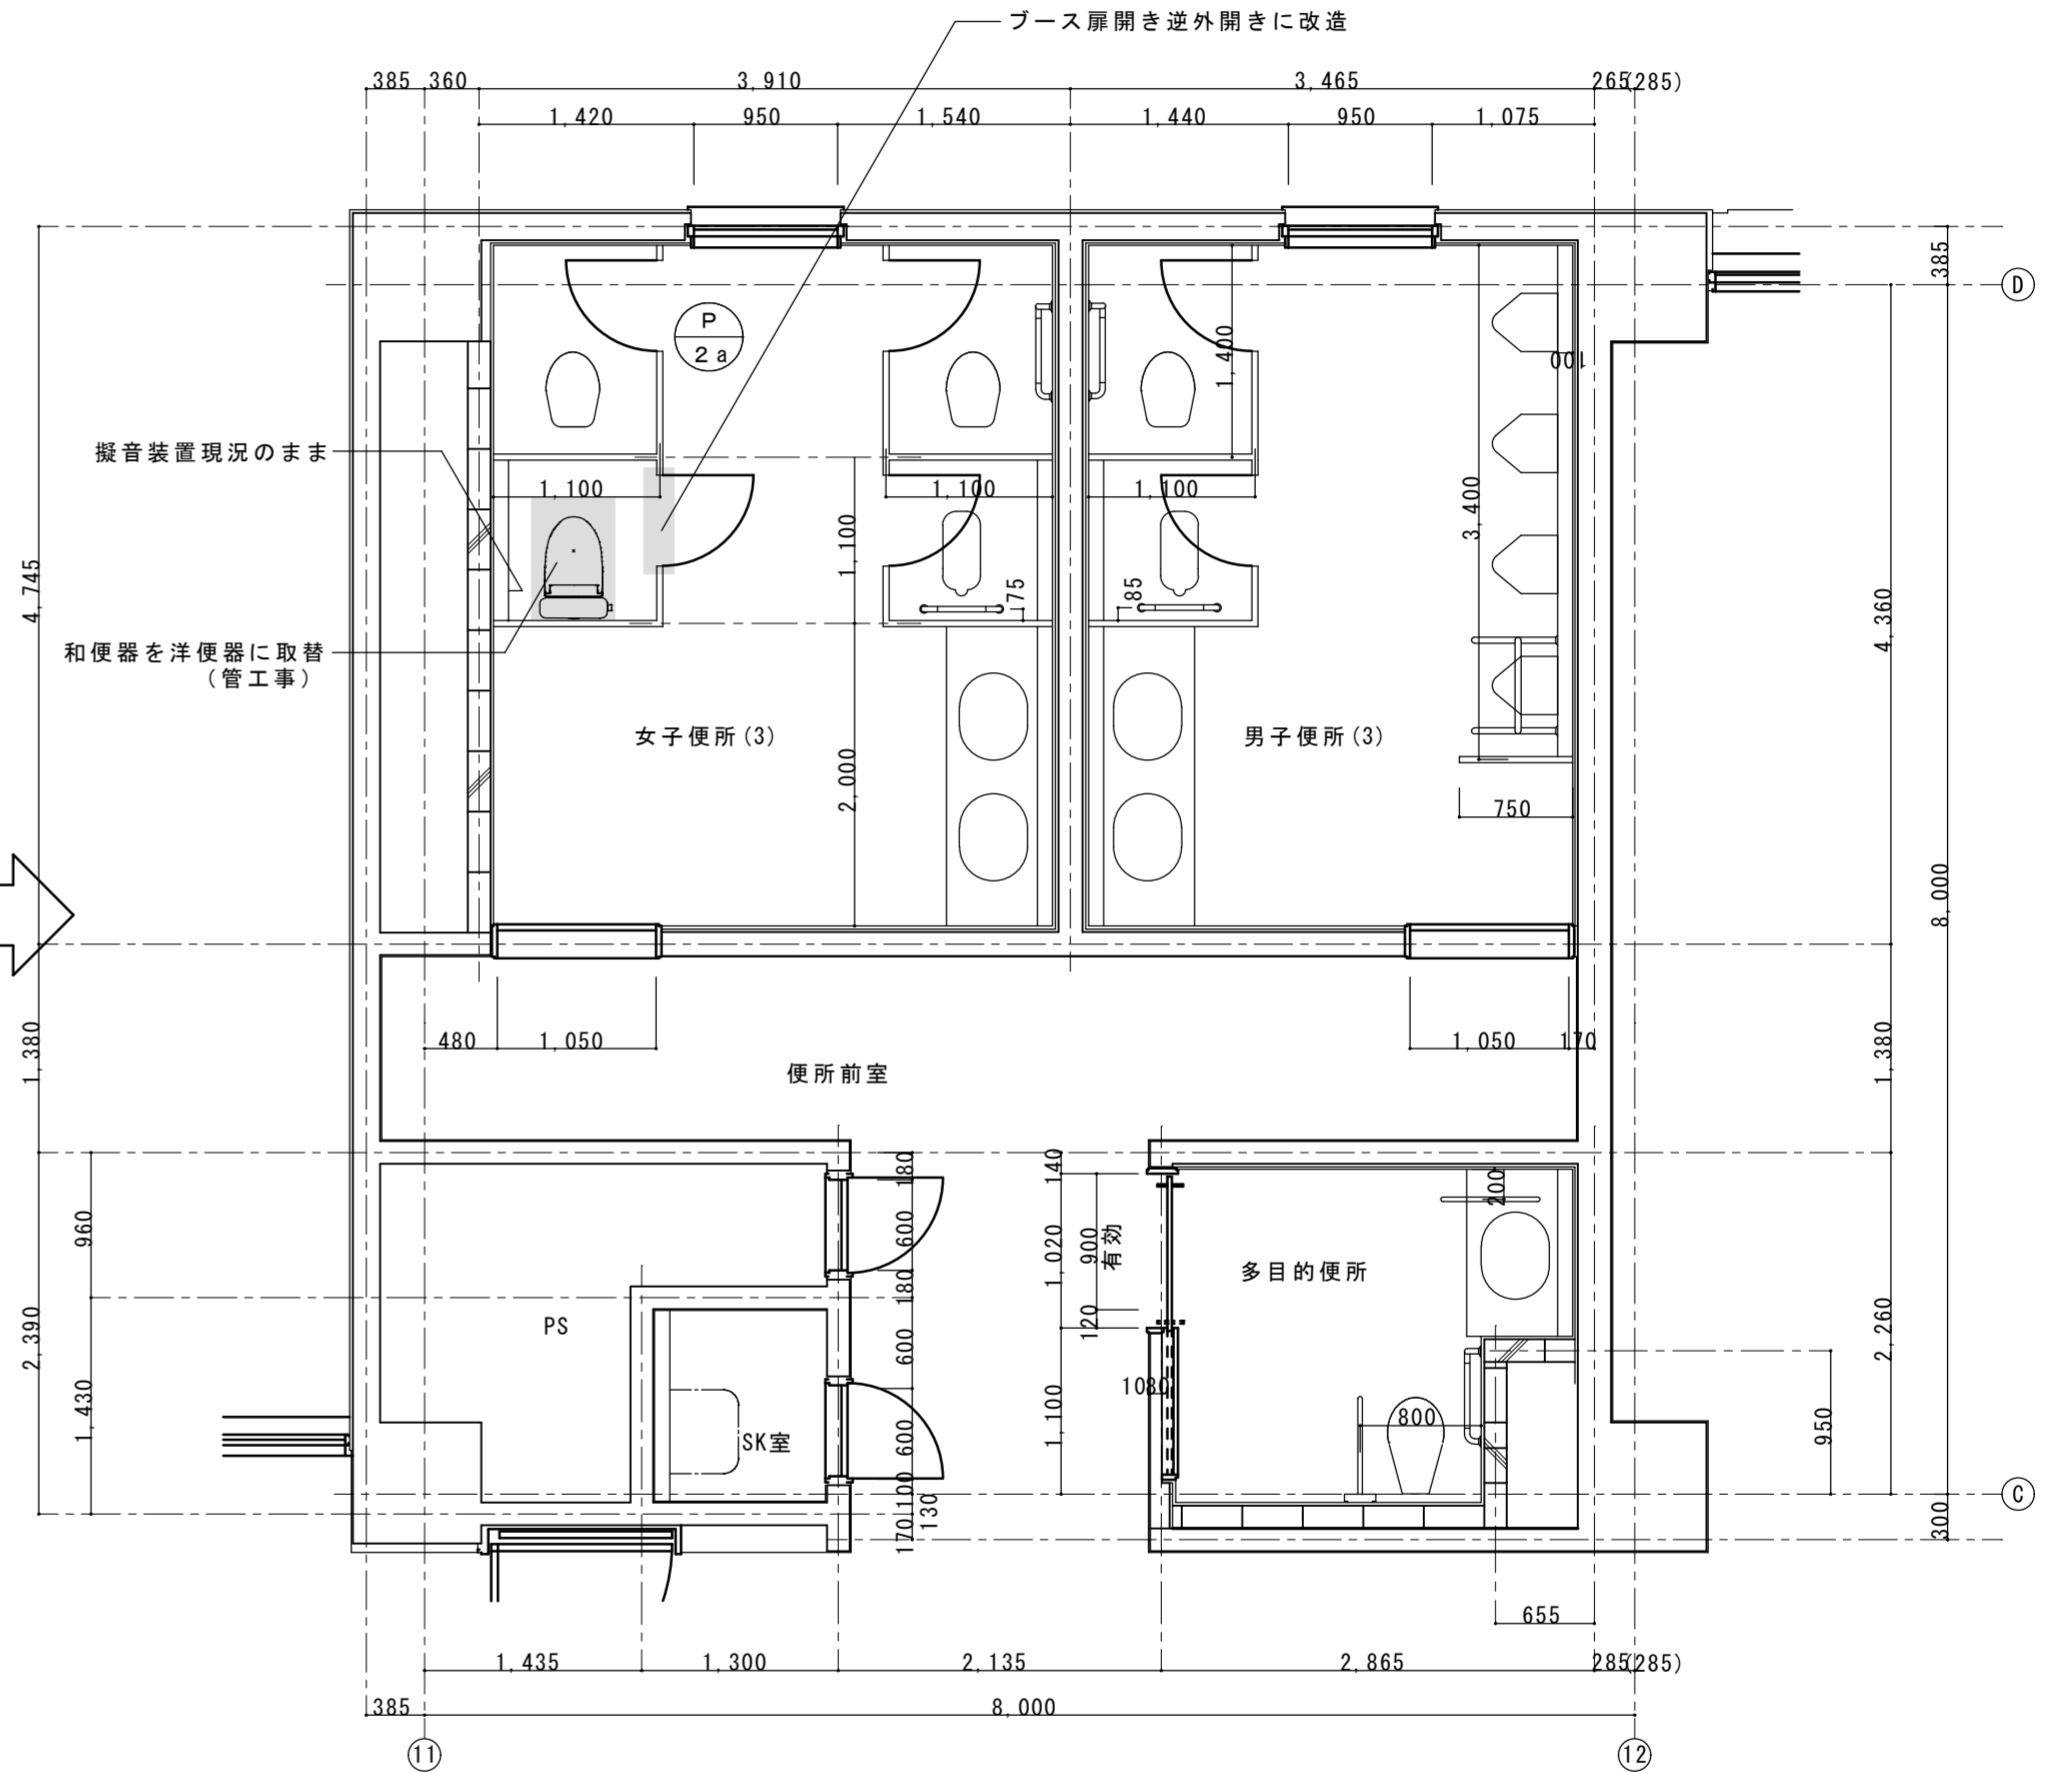 ブース扉開き逆外開きに改造
385 360 3,910 3,465 265(285)
1,420 950 1,540 1,440 950 1,075
385
D
P
2a
1,400
100
擬音装置現況のまま
1,100 1,100 1,100
1,100
3,400
75
85
4,745
4,360
和便器を洋便器に取替
(管工事)
女子便所(3)
男子便所(3)
2,000
750
8,000
480 1,050 1,050 170
1,380
1,380
便所前室
180
140
200
960
600
1,020
900
有効
多目的便所
180
120
PS
2,390
600
2,260
1,430
1080
1,100
800
950
SK室
600
100
130
170
C
300
655
1,435 1,300 2,135 2,865 285(285)
385 8,000
11 12